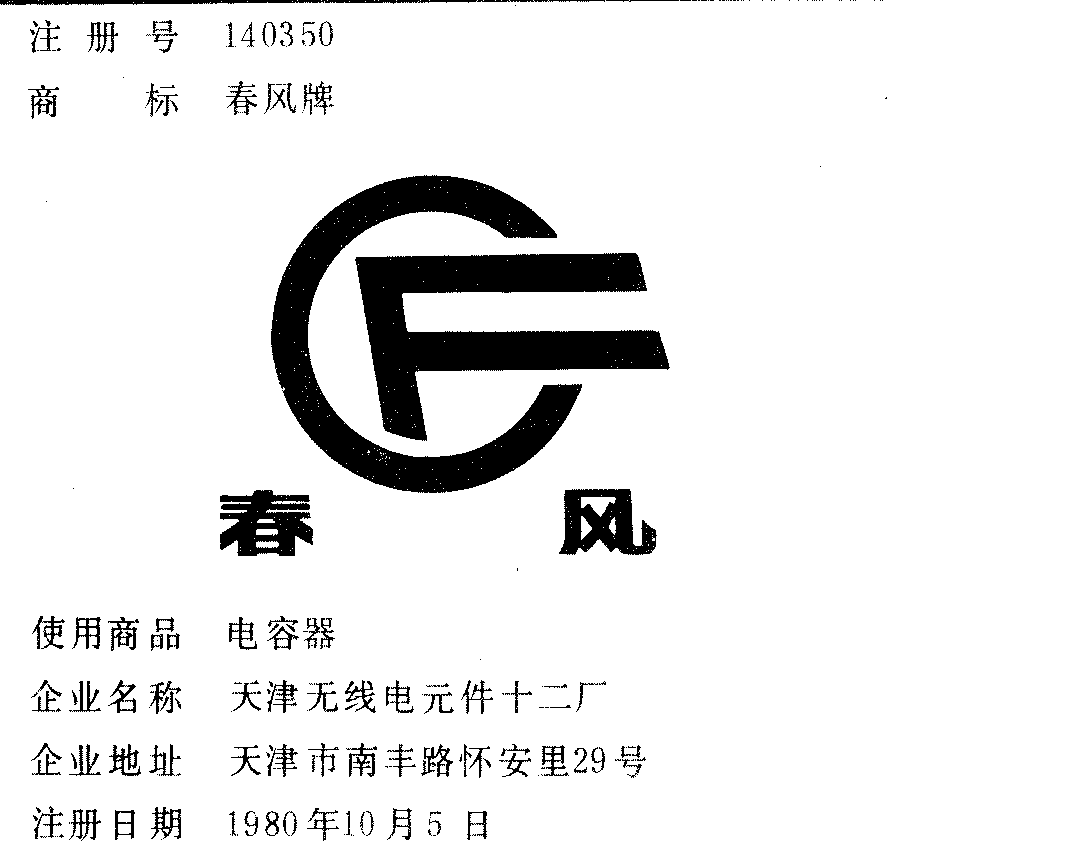 注册号 140350
商标 春风牌
春风
使用商品 电容器
企业名称 天津无线电元件十二厂
企业地址 天津市南丰路怀安里29号
注册日期 1980年10月5日